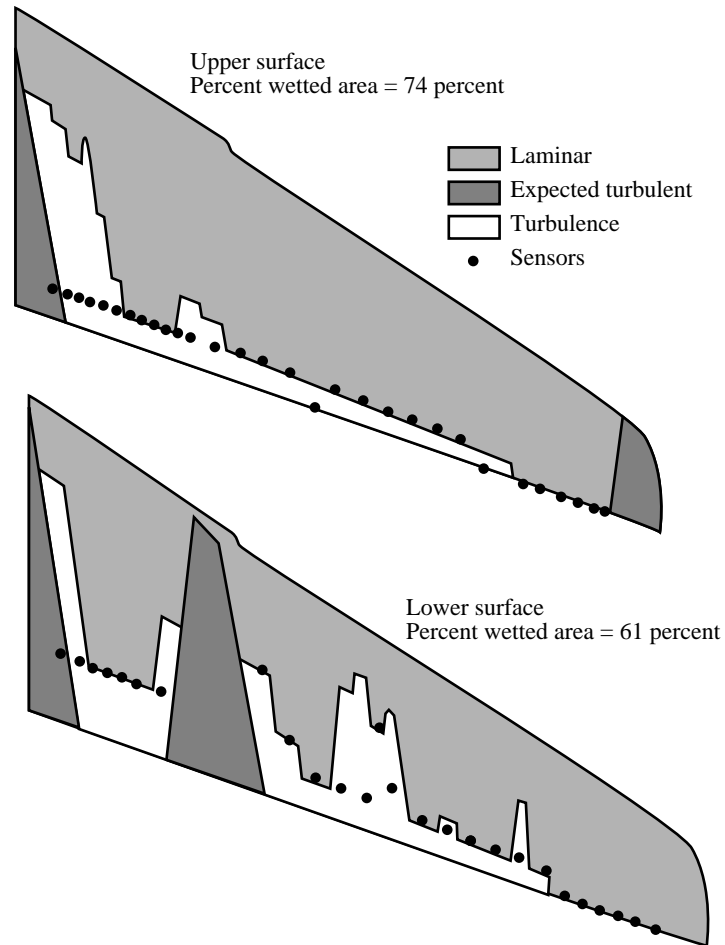 Upper surface
Percent wetted area = 74 percent
Laminar
Expected turbulent
Turbulence
Sensors
Lower surface
Percent wetted area = 61 percent